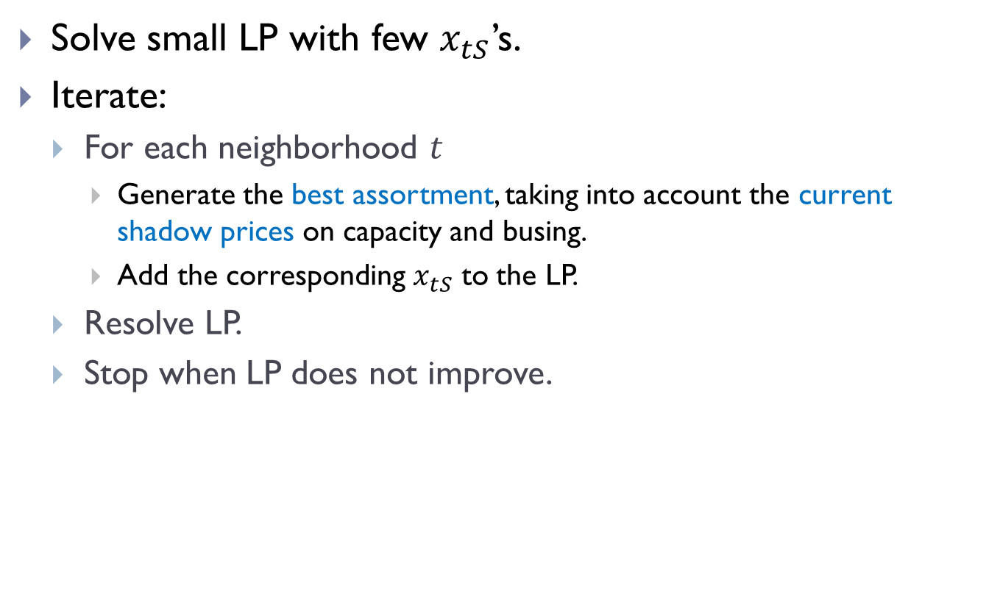 Solve small LP with few $x_{tS}$'s.
Iterate:
For each neighborhood $t$
Generate the best assortment, taking into account the current
shadow prices on capacity and busing.
Add the corresponding $x_{tS}$ to the LP.
Resolve LP.
Stop when LP does not improve.